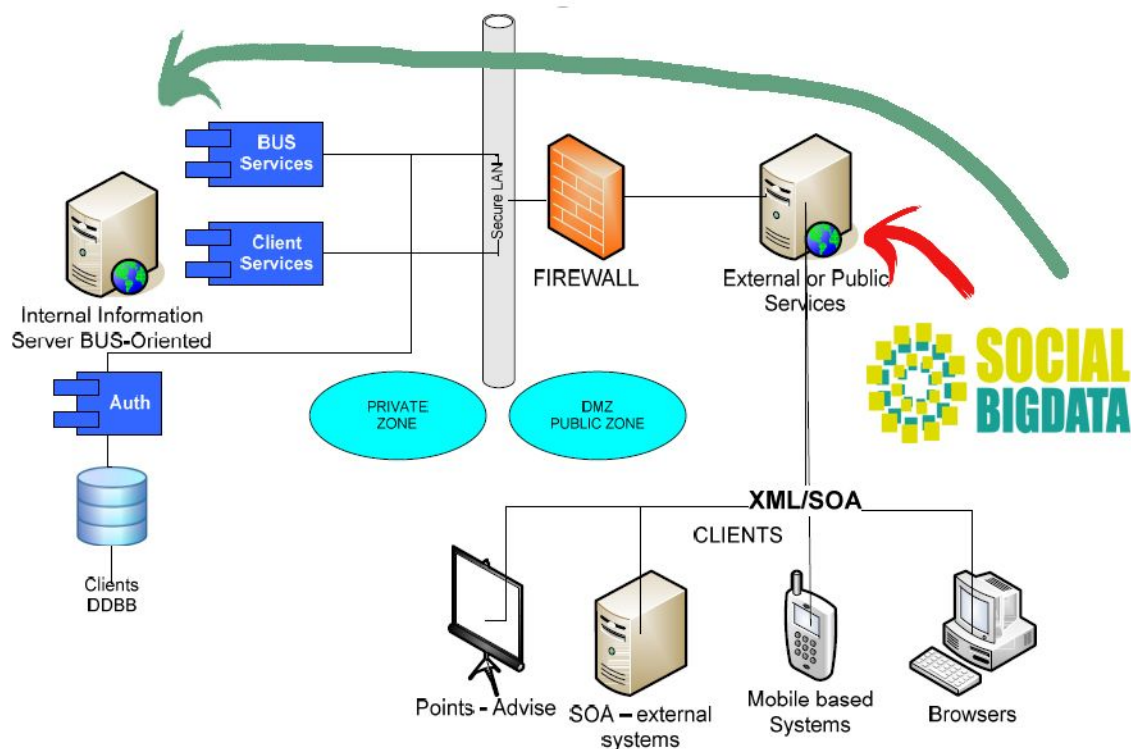 BUS
Services
Secure LAN
Client
Services
FIREWALL
External or Public
Services
Internal Information
Server BUS-Oriented
SOCIAL
BIGDATA
Auth
PRIVATE
ZONE
DMZ
PUBLIC ZONE
XML/SOA
CLIENTS
Clients
DDBB
Points - Advise
SOA – external
systems
Mobile based
Systems
Browsers